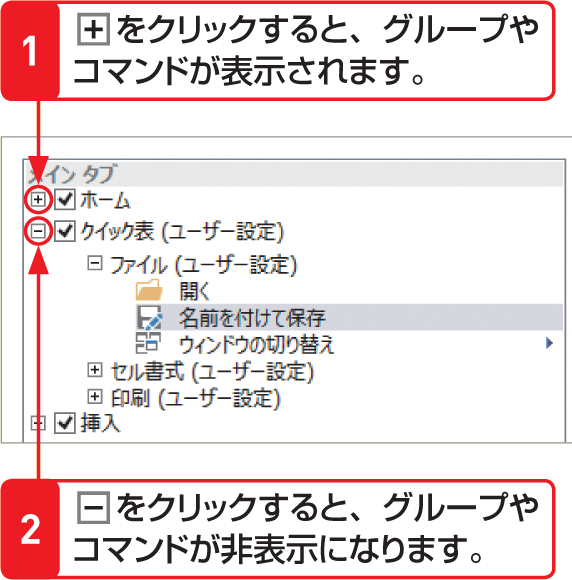 1
+をクリックすると、グループや
コマンドが表示されます。
メイン タブ
ホーム
クイック表 (ユーザー設定)
ファイル (ユーザー設定)
開く
名前を付けて保存
ウィンドウの切り替え
セル書式 (ユーザー設定)
印刷 (ユーザー設定)
挿入
2
−をクリックすると、グループや
コマンドが非表示になります。